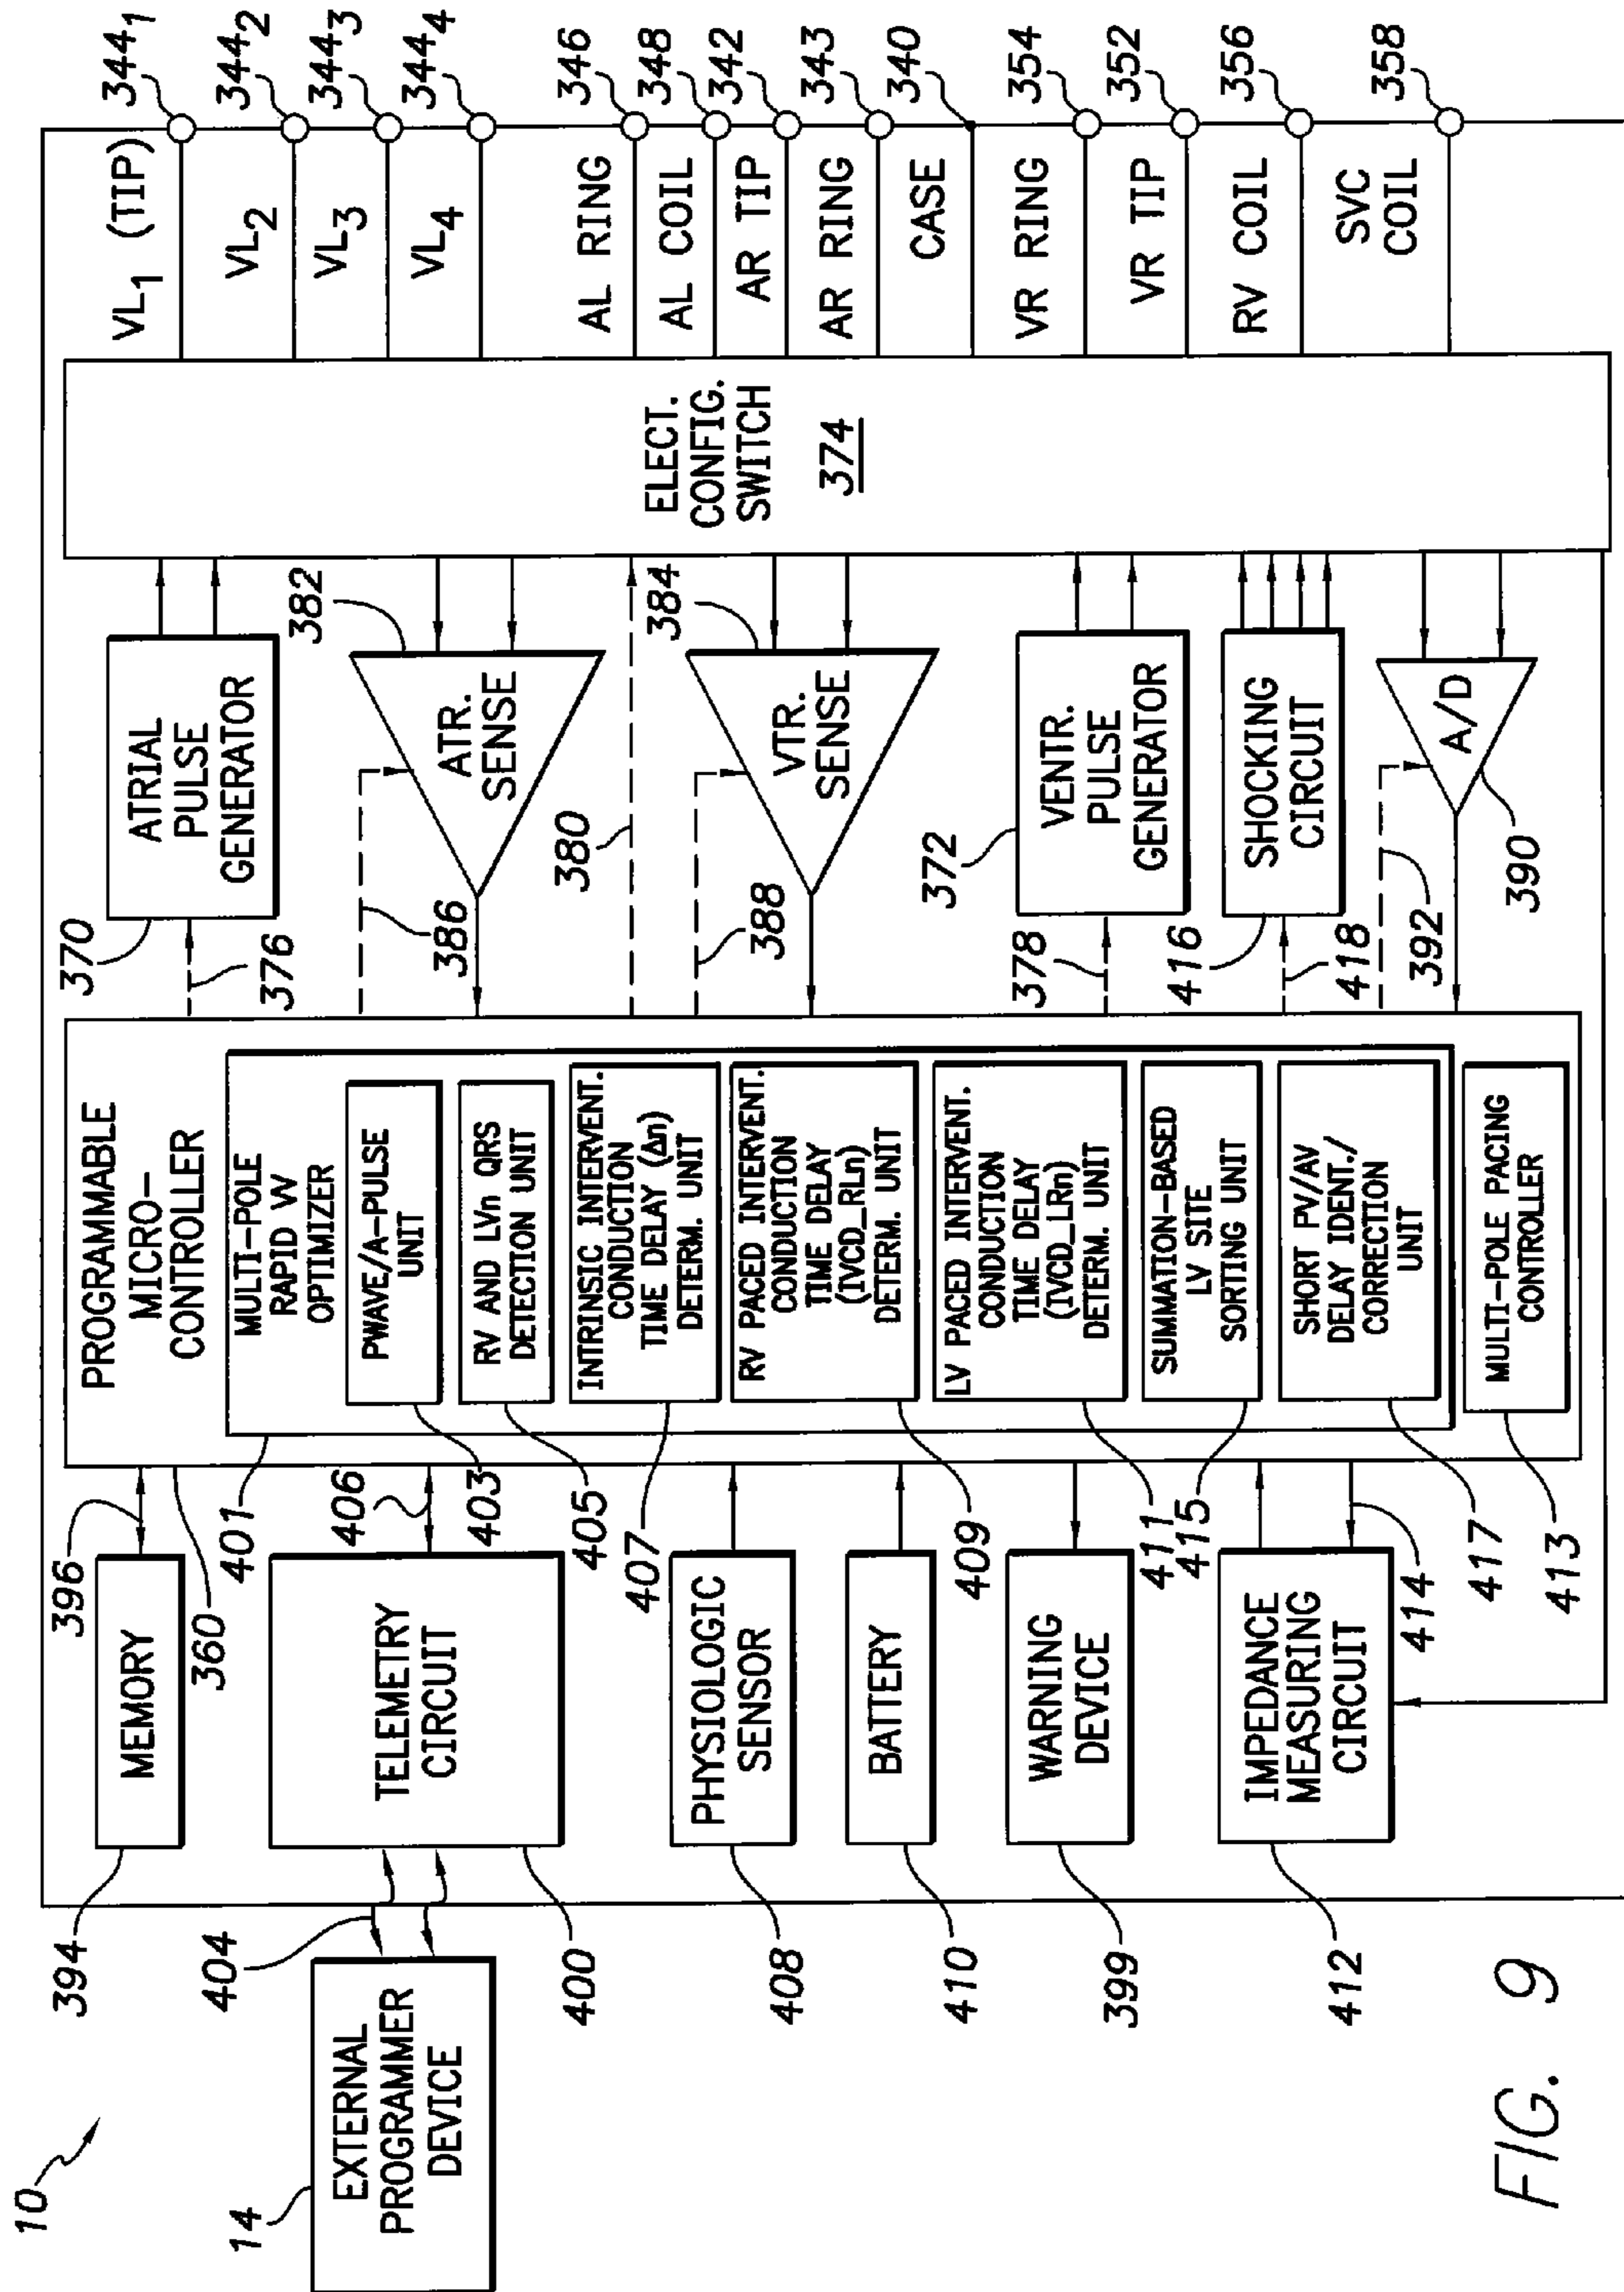 10
14
EXTERNAL
PROGRAMMER
DEVICE
404
394
MEMORY
396
360
401
400
TELEMETRY
CIRCUIT
406
403
405
408
PHYSIOLOGIC
SENSOR
407
410
BATTERY
409
399
WARNING
DEVICE
411
415
412
IMPEDANCE
MEASURING
CIRCUIT
414
417
413
PROGRAMMABLE
MICRO-
CONTROLLER
MULTI-POLE
RAPID VV
OPTIMIZER
PWAVE/A-PULSE
UNIT
RV AND LVn QRS
DETECTION UNIT
INTRINSIC INTERVENT.
CONDUCTION
TIME DELAY (Δn)
DETERM. UNIT
RV PACED INTERVENT.
CONDUCTION
TIME DELAY
(IVCD_RLn)
DETERM. UNIT
LV PACED INTERVENT.
CONDUCTION
TIME DELAY
(IVCD_LRn)
DETERM. UNIT
SUMMATION-BASED
LV SITE
SORTING UNIT
SHORT PV/AV
DELAY IDENT./
CORRECTION
UNIT
MULTI-POLE PACING
CONTROLLER
370
ATRIAL
PULSE
GENERATOR
376
382
ATR.
SENSE
386
380
384
VTR.
SENSE
388
372
VENTR.
PULSE
GENERATOR
378
416
SHOCKING
CIRCUIT
418
392
A/D
390
ELECT.
CONFIG.
SWITCH
374
VL1 (TIP) 3441
VL2 3442
VL3 3443
VL4 3444
AL RING 346
AL COIL 348
AR TIP 342
AR RING 343
CASE 340
VR RING 354
VR TIP 352
RV COIL 356
SVC
COIL 358
FIG. 9